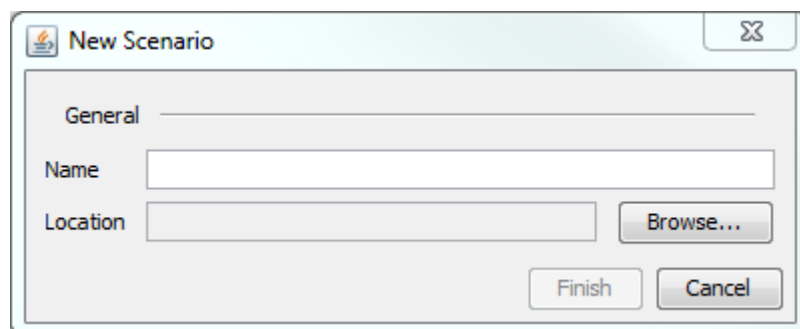 New Scenario
General
Name
Location Browse...
Finish Cancel